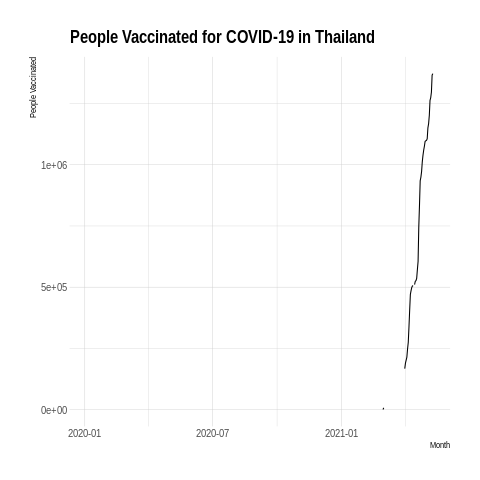 People Vaccinated for COVID-19 in Thailand
People Vaccinated
1e+06
5e+05
0e+00
2020-01 2020-07 2021-01
Month